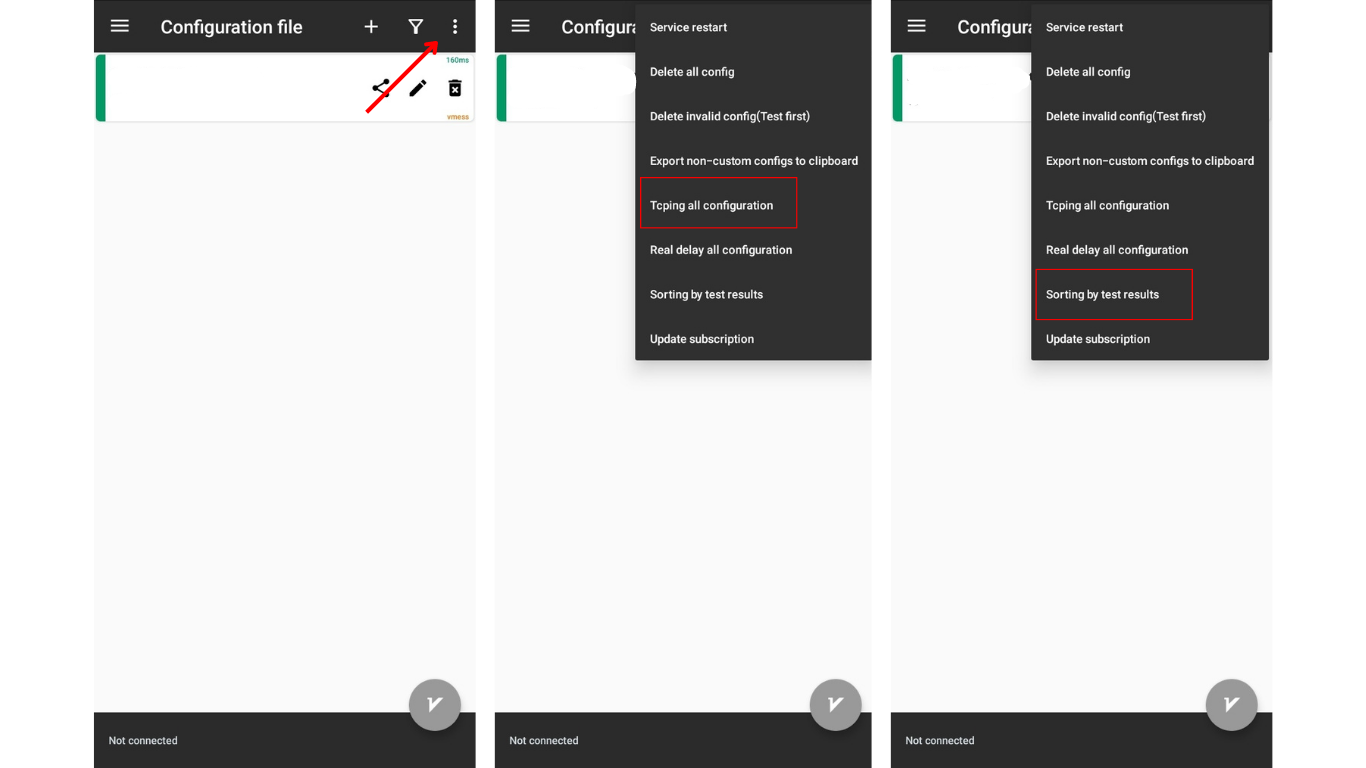 Configuration file
160ms
vmess
Not connected
Configura
Service restart
Delete all config
Delete invalid config(Test first)
Export non-custom configs to clipboard
Tcping all configuration
Real delay all configuration
Sorting by test results
Update subscription
Not connected
Configura
Service restart
Delete all config
Delete invalid config(Test first)
Export non-custom configs to clipboard
Tcping all configuration
Real delay all configuration
Sorting by test results
Update subscription
Not connected